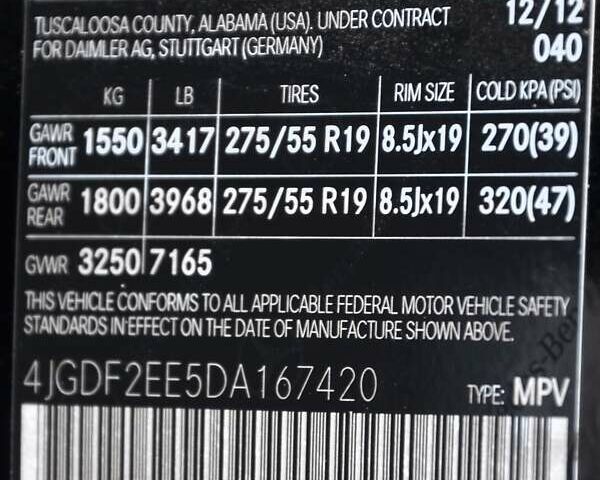 TUSCALOOSA COUNTY, ALABAMA (USA). UNDER CONTRACT 12/12
FOR DAIMLER AG, STUTTGART (GERMANY) 040
KG LB TIRES RIM SIZE COLD KPA(PSI)
GAWR FRONT 1550 3417 275/55 R19 8.5Jx19 270(39)
GAWR REAR 1800 3968 275/55 R19 8.5Jx19 320(47)
GVWR 3250 7165
THIS VEHICLE CONFORMS TO ALL APPLICABLE FEDERAL MOTOR VEHICLE SAFETY
STANDARDS IN EFFECT ON THE DATE OF MANUFACTURE SHOWN ABOVE.
4JGDF2EE5DA167420 TYPE: MPV